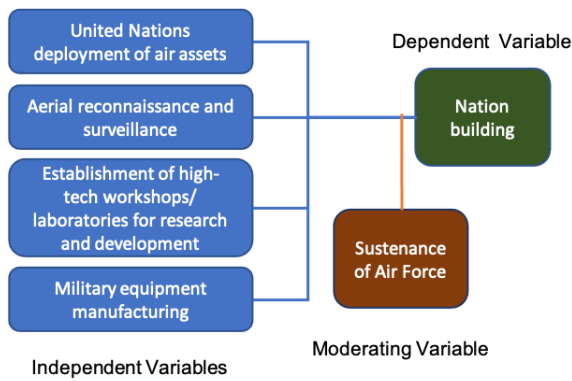 United Nations
deployment of air assets
Dependent Variable
Aerial reconnaissance and
surveillance
Nation
building
Establishment of high-
tech workshops/
laboratories for research
and development
Sustenance
of Air Force
Military equipment
manufacturing
Moderating Variable
Independent Variables